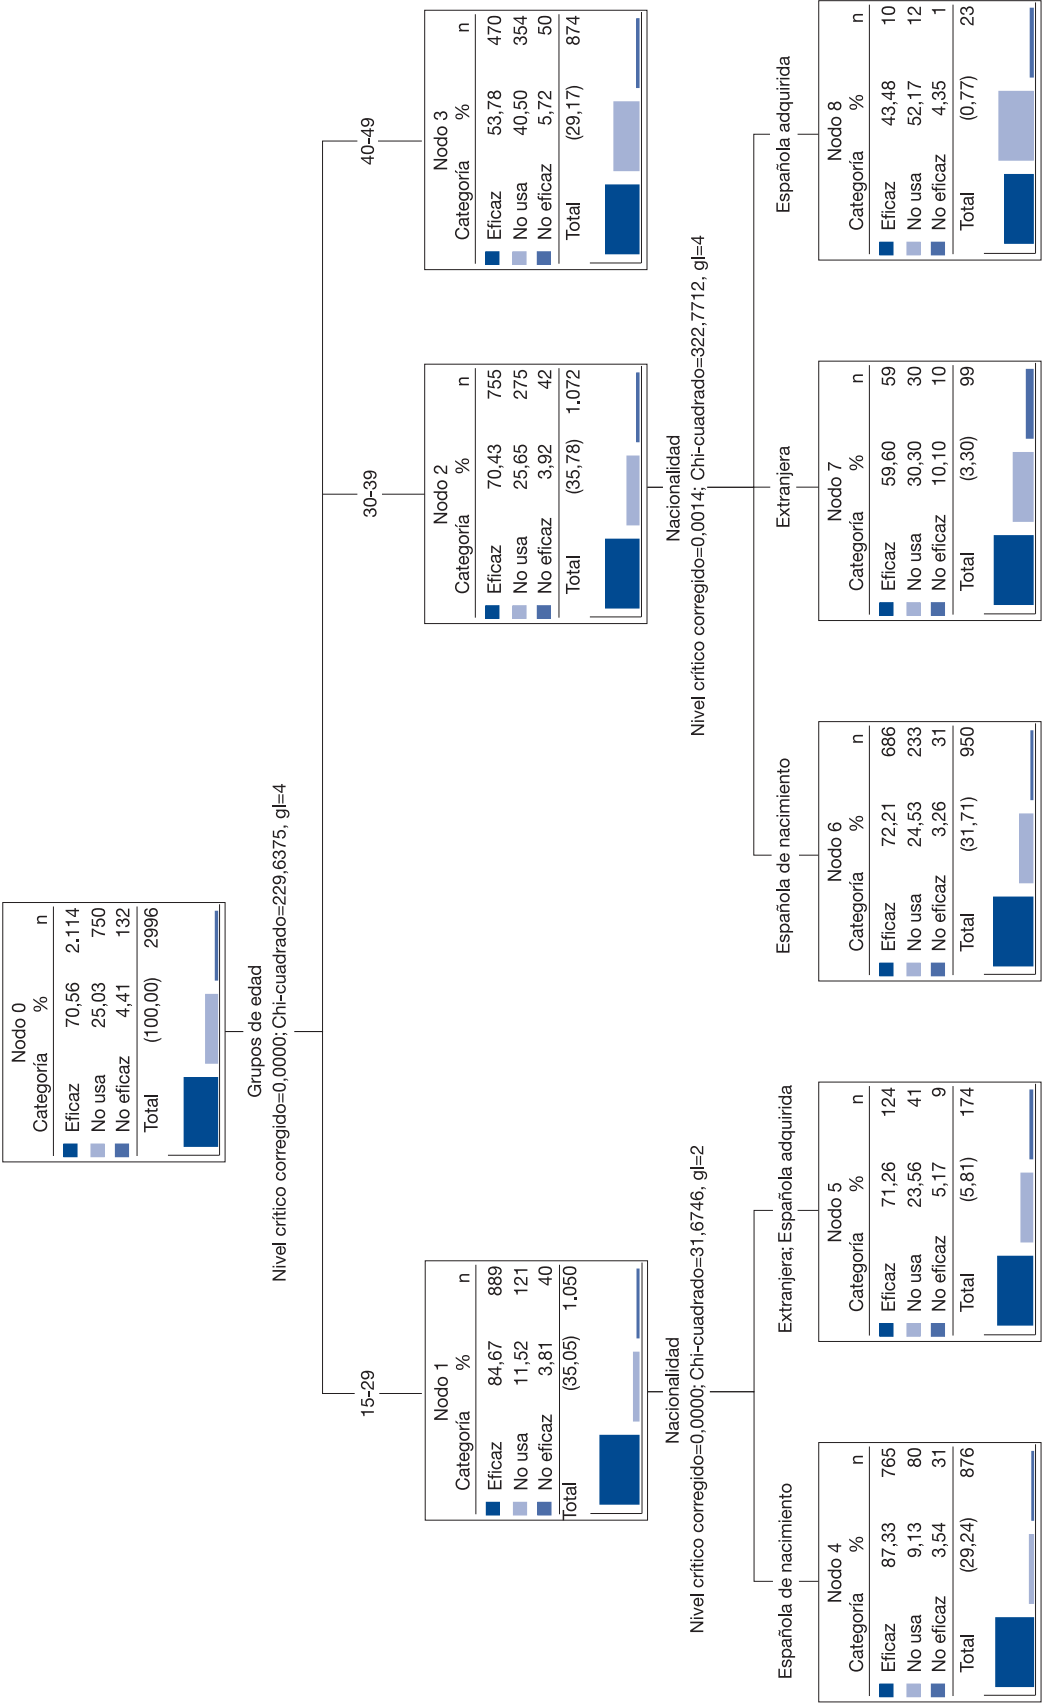 Nodo 0
Categoría % n
Eficaz 70,56 2.114
No usa 25,03 750
No eficaz 4,41 132
Total (100,00) 2996
Grupos de edad
Nivel crítico corregido=0,0000; Chi-cuadrado=229,6375, gl=4
15-29
30-39
40-49
Nodo 1
Categoría % n
Eficaz 84,67 889
No usa 11,52 121
No eficaz 3,81 40
Total (35,05) 1.050
Nodo 2
Categoría % n
Eficaz 70,43 755
No usa 25,65 275
No eficaz 3,92 42
Total (35,78) 1.072
Nodo 3
Categoría % n
Eficaz 53,78 470
No usa 40,50 354
No eficaz 5,72 50
Total (29,17) 874
Nacionalidad
Nivel crítico corregido=0,0000; Chi-cuadrado=31,6746, gl=2
Nacionalidad
Nivel crítico corregido=0,0014; Chi-cuadrado=322,7712, gl=4
Española de nacimiento
Extranjera; Española adquirida
Española de nacimiento
Extranjera
Española adquirida
Nodo 4
Categoría % n
Eficaz 87,33 765
No usa 9,13 80
No eficaz 3,54 31
Total (29,24) 876
Nodo 5
Categoría % n
Eficaz 71,26 124
No usa 23,56 41
No eficaz 5,17 9
Total (5,81) 174
Nodo 6
Categoría % n
Eficaz 72,21 686
No usa 24,53 233
No eficaz 3,26 31
Total (31,71) 950
Nodo 7
Categoría % n
Eficaz 59,60 59
No usa 30,30 30
No eficaz 10,10 10
Total (3,30) 99
Nodo 8
Categoría % n
Eficaz 43,48 10
No usa 52,17 12
No eficaz 4,35 1
Total (0,77) 23